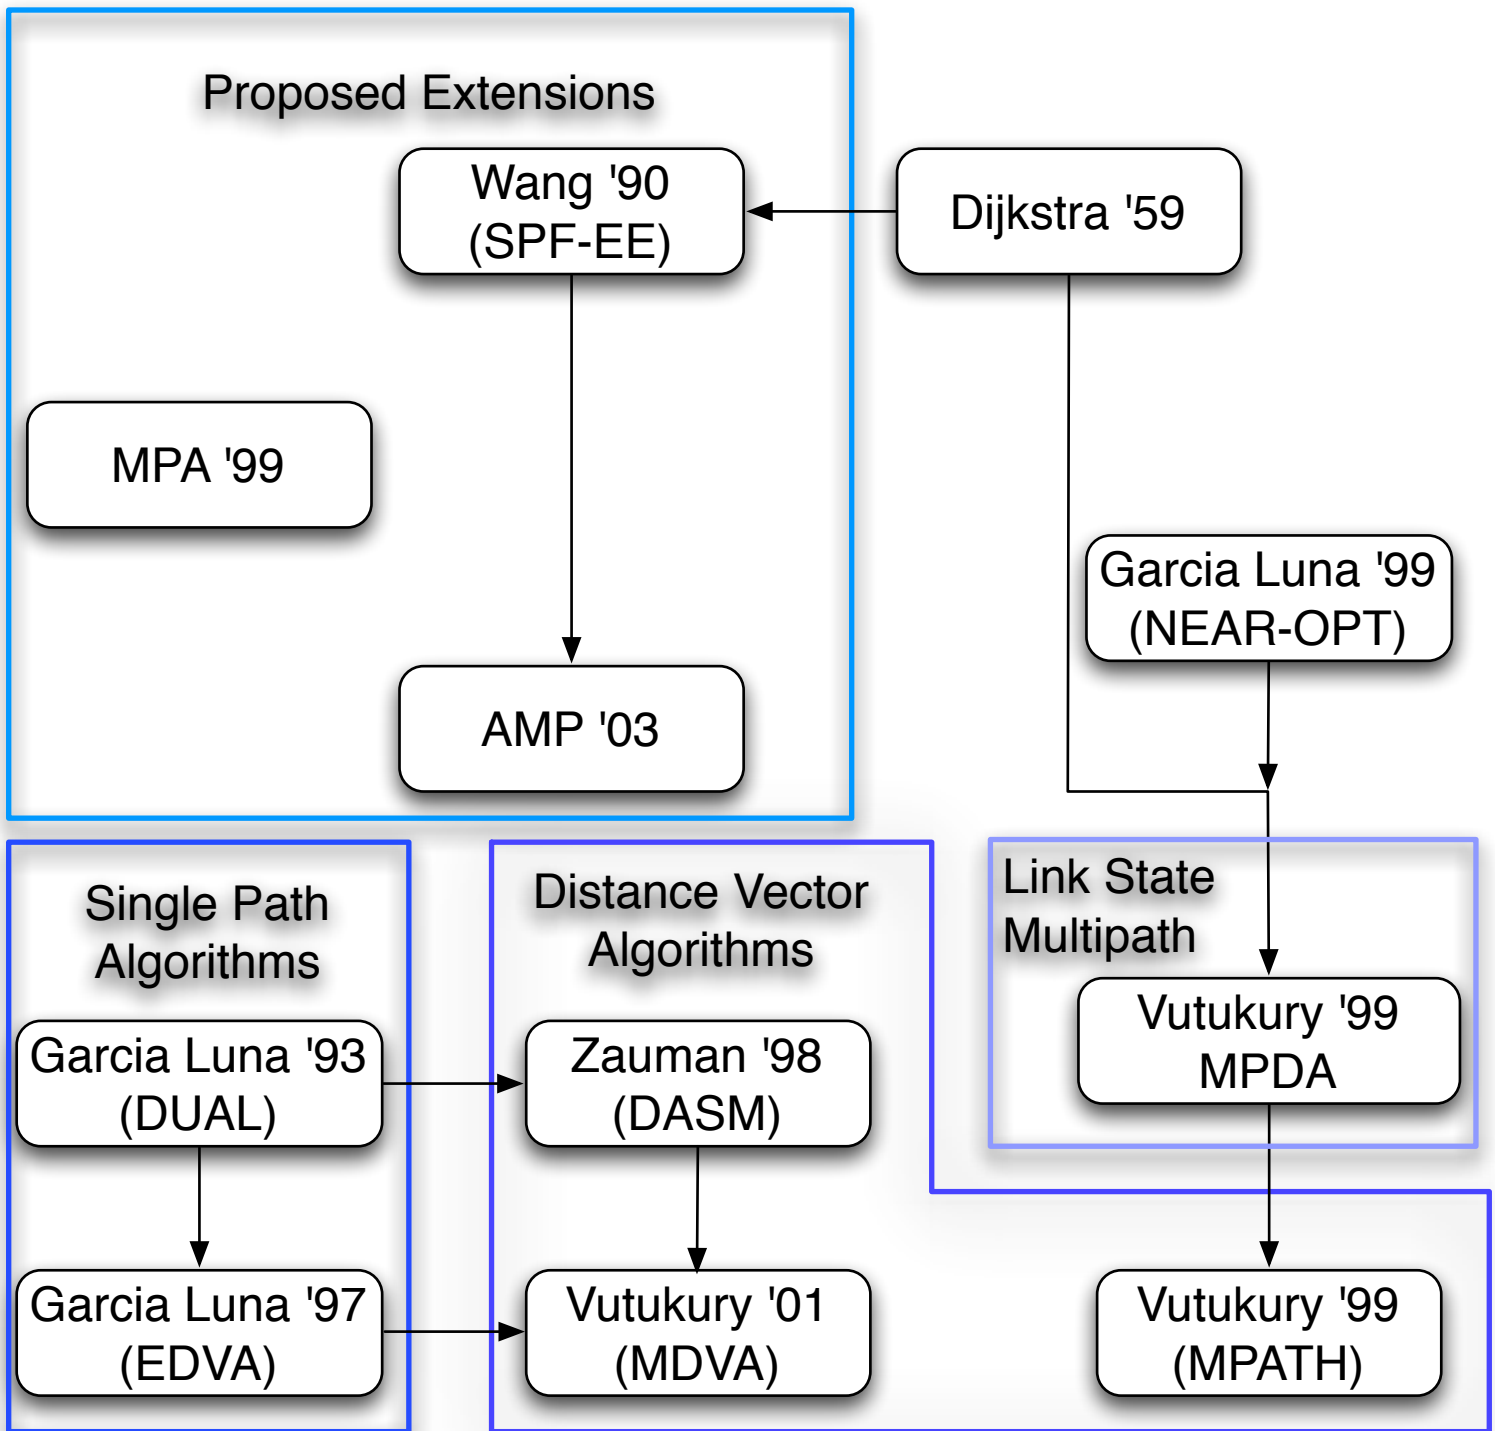 Proposed Extensions
Wang '90
(SPF-EE)
Dijkstra '59
MPA '99
Garcia Luna '99
(NEAR-OPT)
AMP '03
Single Path
Algorithms
Distance Vector
Algorithms
Link State
Multipath
Garcia Luna '93
(DUAL)
Zauman '98
(DASM)
Vutukury '99
MPDA
Garcia Luna '97
(EDVA)
Vutukury '01
(MDVA)
Vutukury '99
(MPATH)